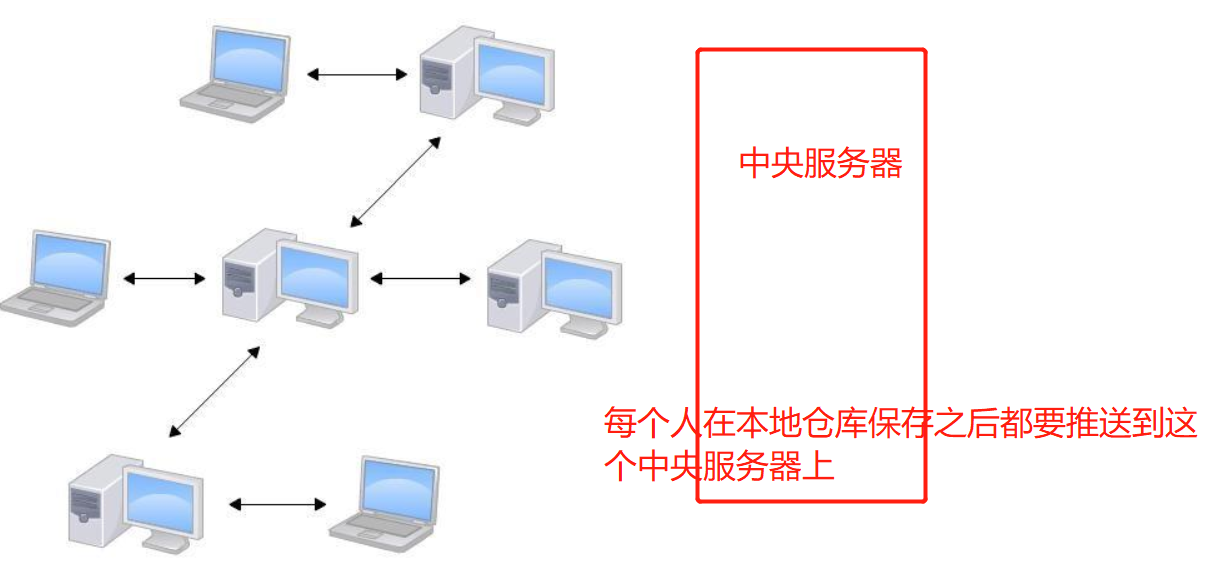 中央服务器
每个人在本地仓库保存之后都要推送到这
个中央服务器上